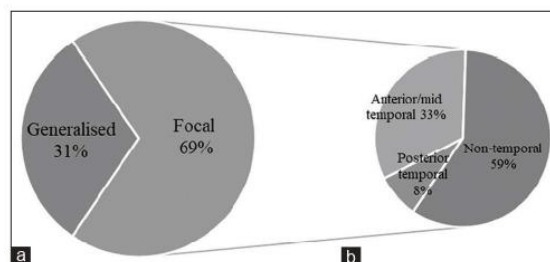 Generalised
31%
Focal
69%
a
Anterior/mid
temporal 33%
Posterior
temporal
8%
Non-temporal
59%
b